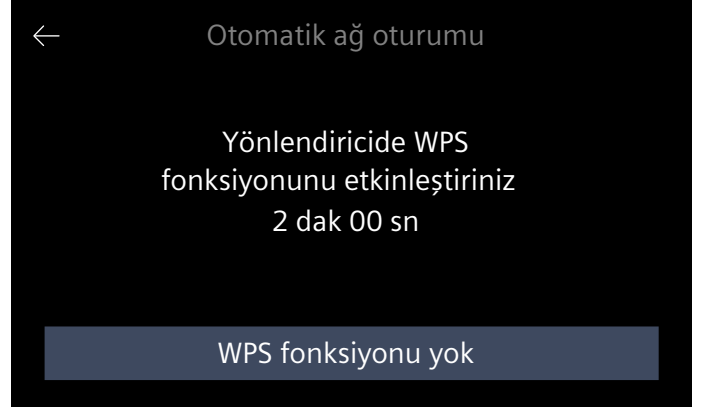 Otomatik ağ oturumu
Yönlendiricide WPS
fonksiyonunu etkinleştiriniz
2 dak 00 sn
WPS fonksiyonu yok